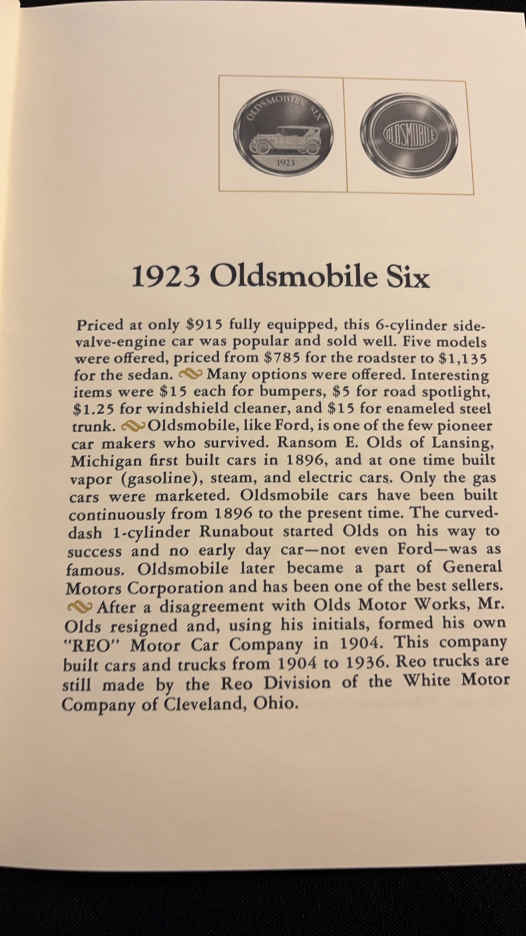 OLDSMOBILE SIX
1923
OLDSMOBILE
1923 Oldsmobile Six
Priced at only $915 fully equipped, this 6-cylinder side-
valve-engine car was popular and sold well. Five models
were offered, priced from $785 for the roadster to $1,135
for the sedan. Many options were offered. Interesting
items were $15 each for bumpers, $5 for road spotlight,
$1.25 for windshield cleaner, and $15 for enameled steel
trunk. Oldsmobile, like Ford, is one of the few pioneer
car makers who survived. Ransom E. Olds of Lansing,
Michigan first built cars in 1896, and at one time built
vapor (gasoline), steam, and electric cars. Only the gas
cars were marketed. Oldsmobile cars have been built
continuously from 1896 to the present time. The curved-
dash 1-cylinder Runabout started Olds on his way to
success and no early day car—not even Ford—was as
famous. Oldsmobile later became a part of General
Motors Corporation and has been one of the best sellers.
After a disagreement with Olds Motor Works, Mr.
Olds resigned and, using his initials, formed his own
"REO" Motor Car Company in 1904. This company
built cars and trucks from 1904 to 1936. Reo trucks are
still made by the Reo Division of the White Motor
Company of Cleveland, Ohio.